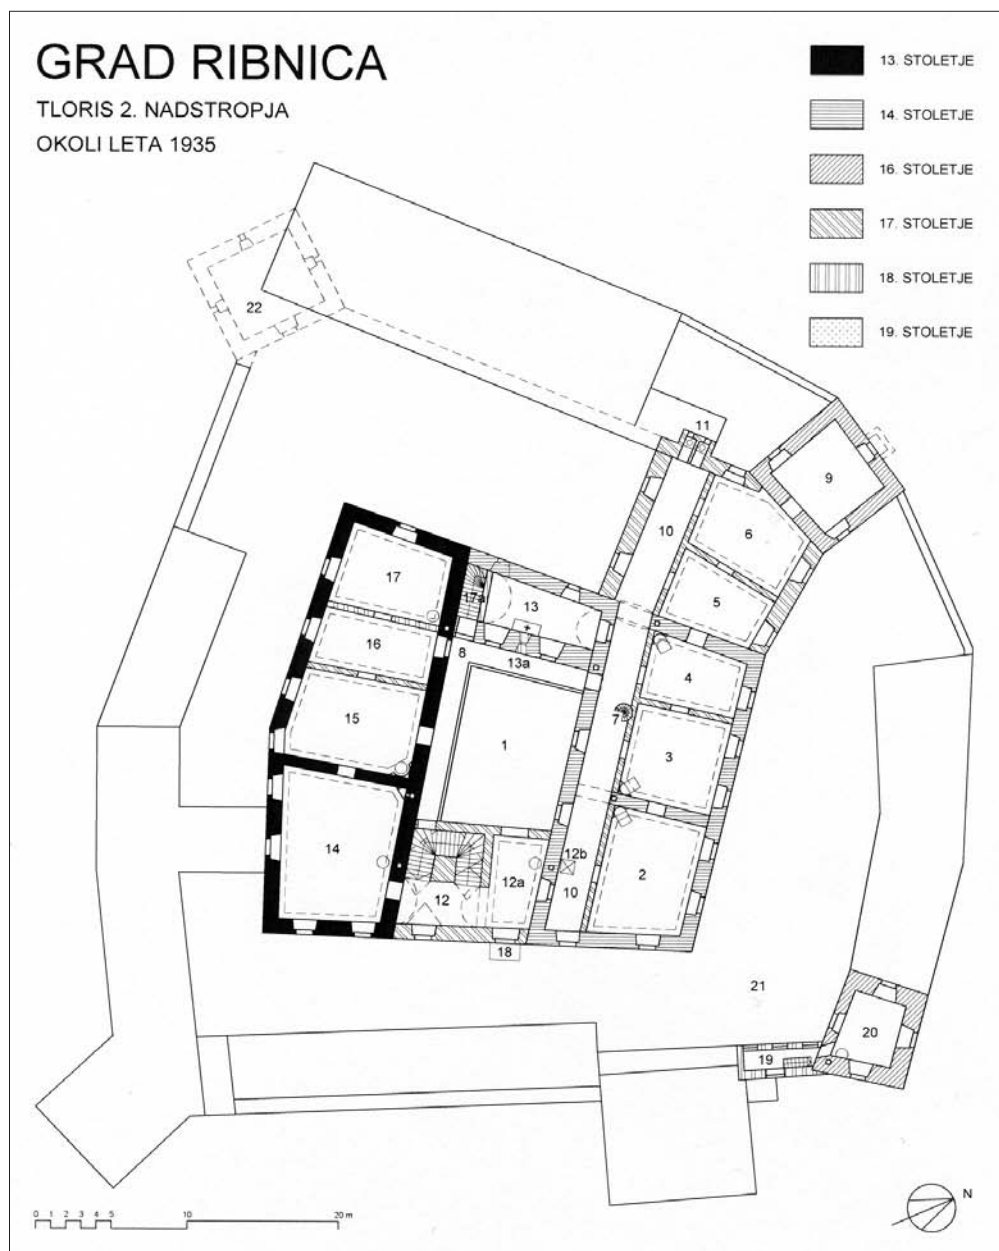 GRAD RIBNICA
TLORIS 2. NADSTROPJA
OKOLI LETA 1935
13. STOLETJE
14. STOLETJE
16. STOLETJE
17. STOLETJE
18. STOLETJE
19. STOLETJE
22
11
9
10
6
17
5
17a
13
16
8
13a
4
15
7
1
3
14
12b
2
12a
12
10
18
21
20
19
N
0 1 2 3 4 5 10 20 m